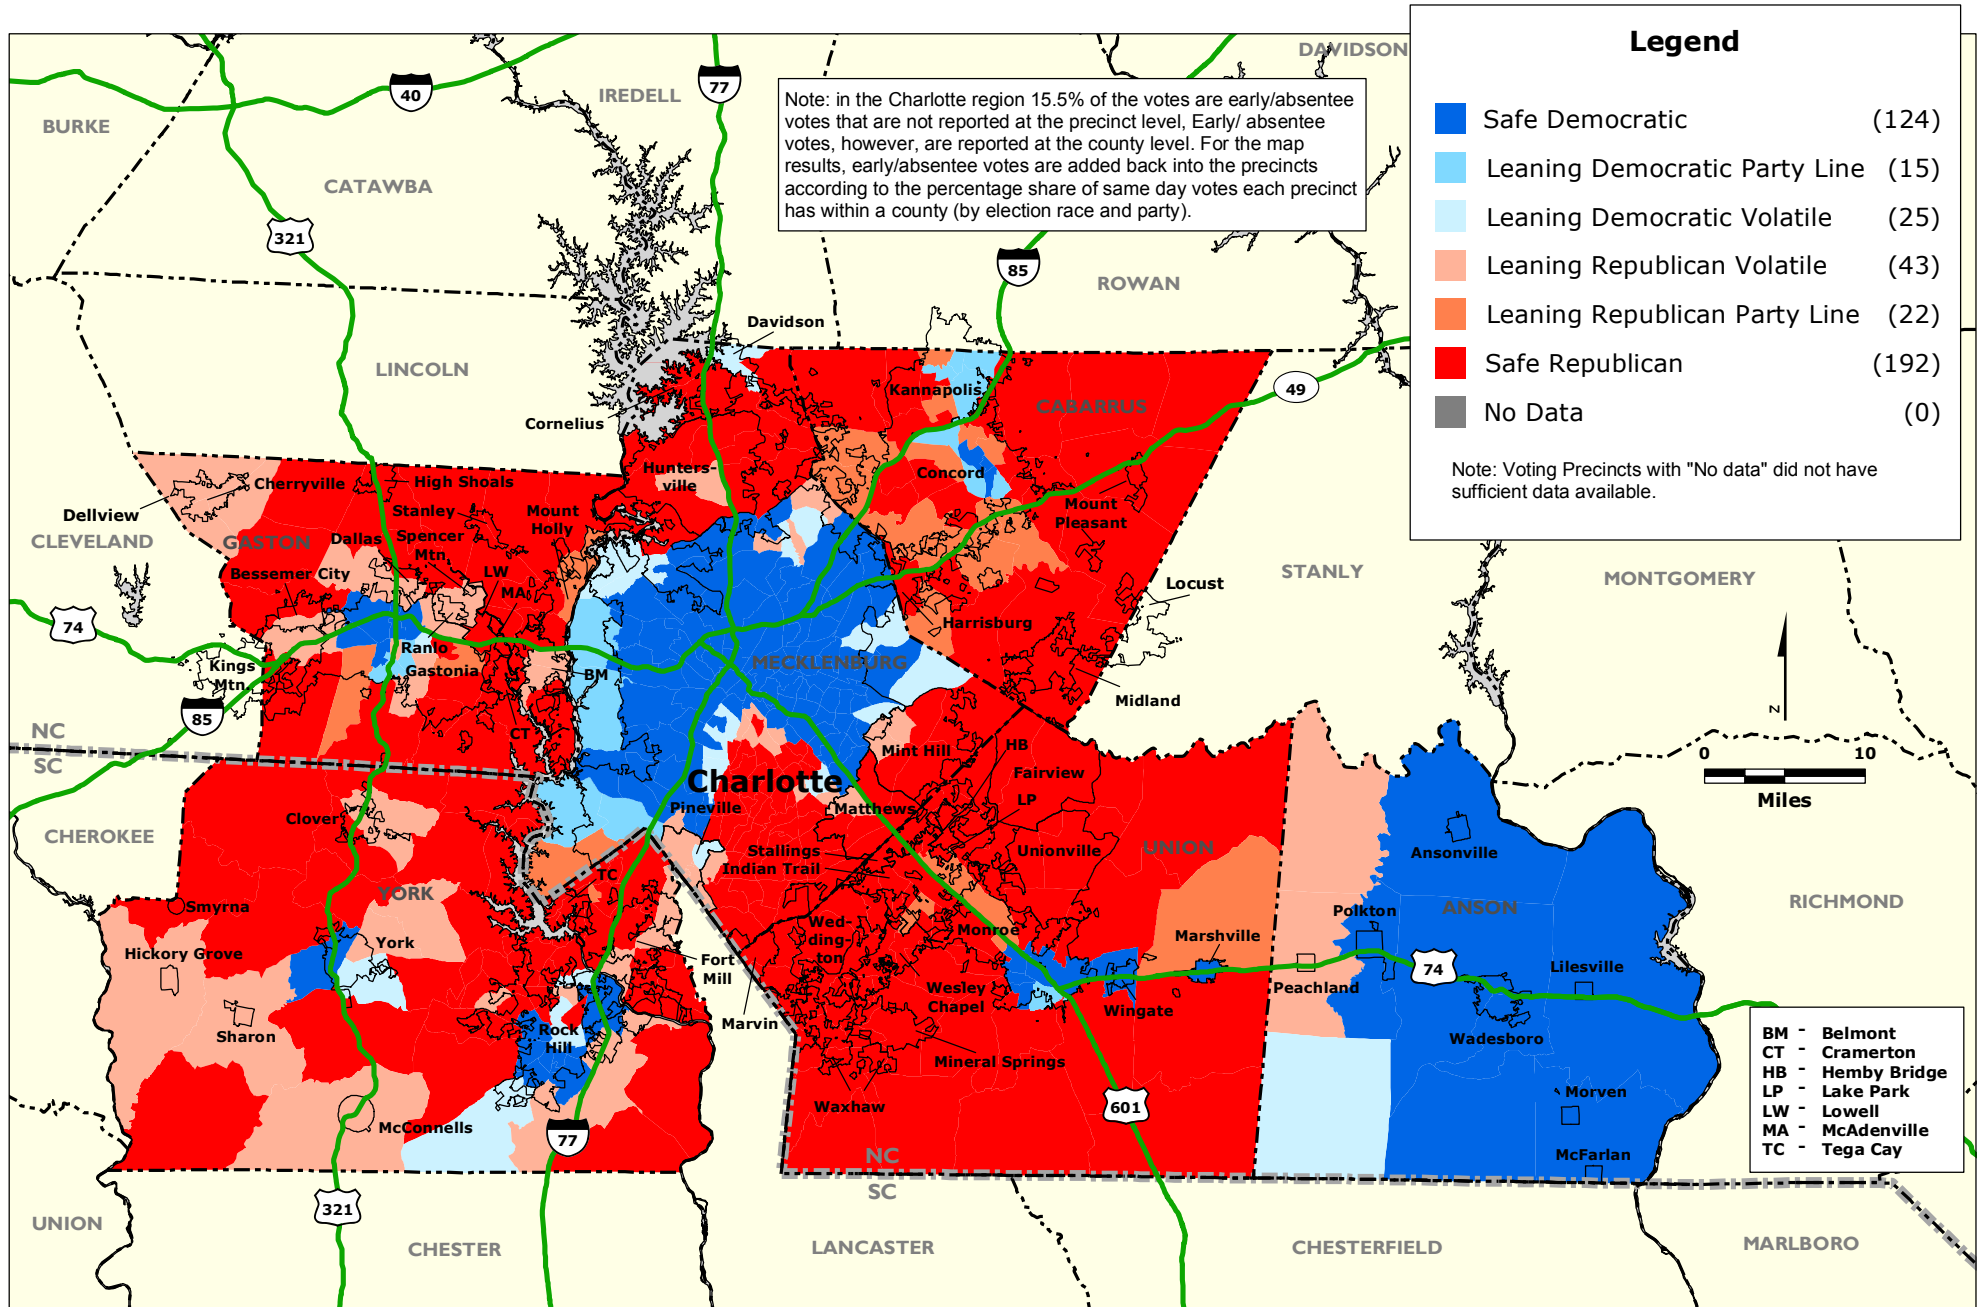 Legend
Safe Democratic (124)
Leaning Democratic Party Line (15)
Leaning Democratic Volatile (25)
Leaning Republican Volatile (43)
Leaning Republican Party Line (22)
Safe Republican (192)
No Data (0)
Note: Voting Precincts with "No data" did not have
sufficient data available.
Note: in the Charlotte region 15.5% of the votes are early/absentee
votes that are not reported at the precinct level, Early/ absentee
votes, however, are reported at the county level. For the map
results, early/absentee votes are added back into the precincts
according to the percentage share of same day votes each precinct
has within a county (by election race and party).
DAVIDSON
40
77
IREDELL
BURKE
CATAWBA
321
85
ROWAN
Davidson
LINCOLN
Kannapolis
49
CABARRUS
Cornelius
Hunters-
ville
Concord
Cherryville
High Shoals
Dellview
Stanley
Mount
Holly
Mount
Pleasant
CLEVELAND
GASTON
Dallas
Spencer
Mtn.
LW
Bessemer City
MA
STANLY
MONTGOMERY
Locust
74
Harrisburg
Ranlo
Kings
Mtn.
Gastonia
BM
MECKLENBURG
Midland
85
N
NC
SC
CT
Mint Hill
HB
Fairview
LP
0 10
Miles
Charlotte
Pineville
Matthews
CHEROKEE
Clover
Stallings
Indian Trail
Unionville
UNION
Ansonville
TC
YORK
Smyrna
RICHMOND
Polkton
ANSON
Hickory Grove
York
Wed-
ding-
ton
Monroe
Marshville
Fort
Mill
74
Lilesville
Wesley
Chapel
Peachland
Wingate
Marvin
Sharon
Rock
Hill
Wadesboro
Mineral Springs
Morven
Waxhaw
601
McConnells
77
NC
SC
McFarlan
BM - Belmont
CT - Cramerton
HB - Hemby Bridge
LP - Lake Park
LW - Lowell
MA - McAdenville
TC - Tega Cay
321
UNION
CHESTER
LANCASTER
CHESTERFIELD
MARLBORO